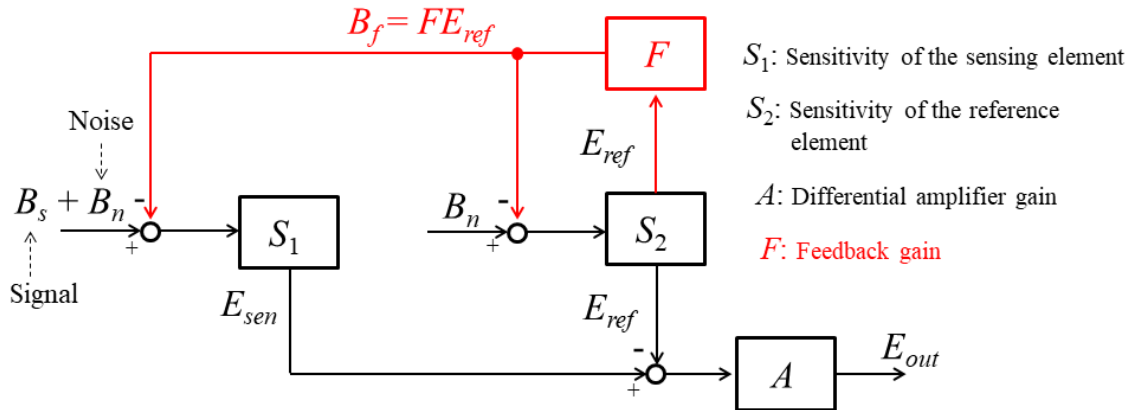 B_f = FE_ref
F
S_1: Sensitivity of the sensing element
S_2: Sensitivity of the reference
element
A: Differential amplifier gain
F: Feedback gain
Noise
E_ref
B_s + B_n -
+
S_1
B_n -
+
S_2
Signal
E_sen
E_ref
-
+
A
E_out